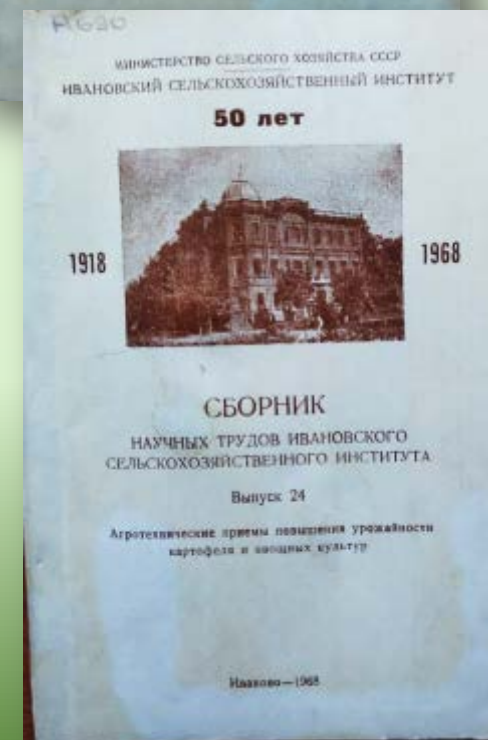 Н620
МИНИСТЕРСТВО СЕЛЬСКОГО ХОЗЯЙСТВА СССР
ИВАНОВСКИЙ СЕЛЬСКОХОЗЯЙСТВЕННЫЙ ИНСТИТУТ
50 лет
1918
1968
СБОРНИК
НАУЧНЫХ ТРУДОВ ИВАНОВСКОГО
СЕЛЬСКОХОЗЯЙСТВЕННОГО ИНСТИТУТА
Выпуск 24
Агротехнические приемы повышения урожайности
картофеля и овощных культур
Иваново—1968